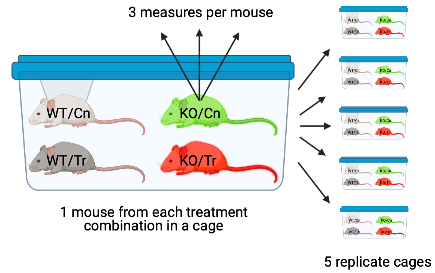 3 measures per mouse
WT/Cn
KO/Cn
WT/Tr
KO/Tr
1 mouse from each treatment
combination in a cage
5 replicate cages